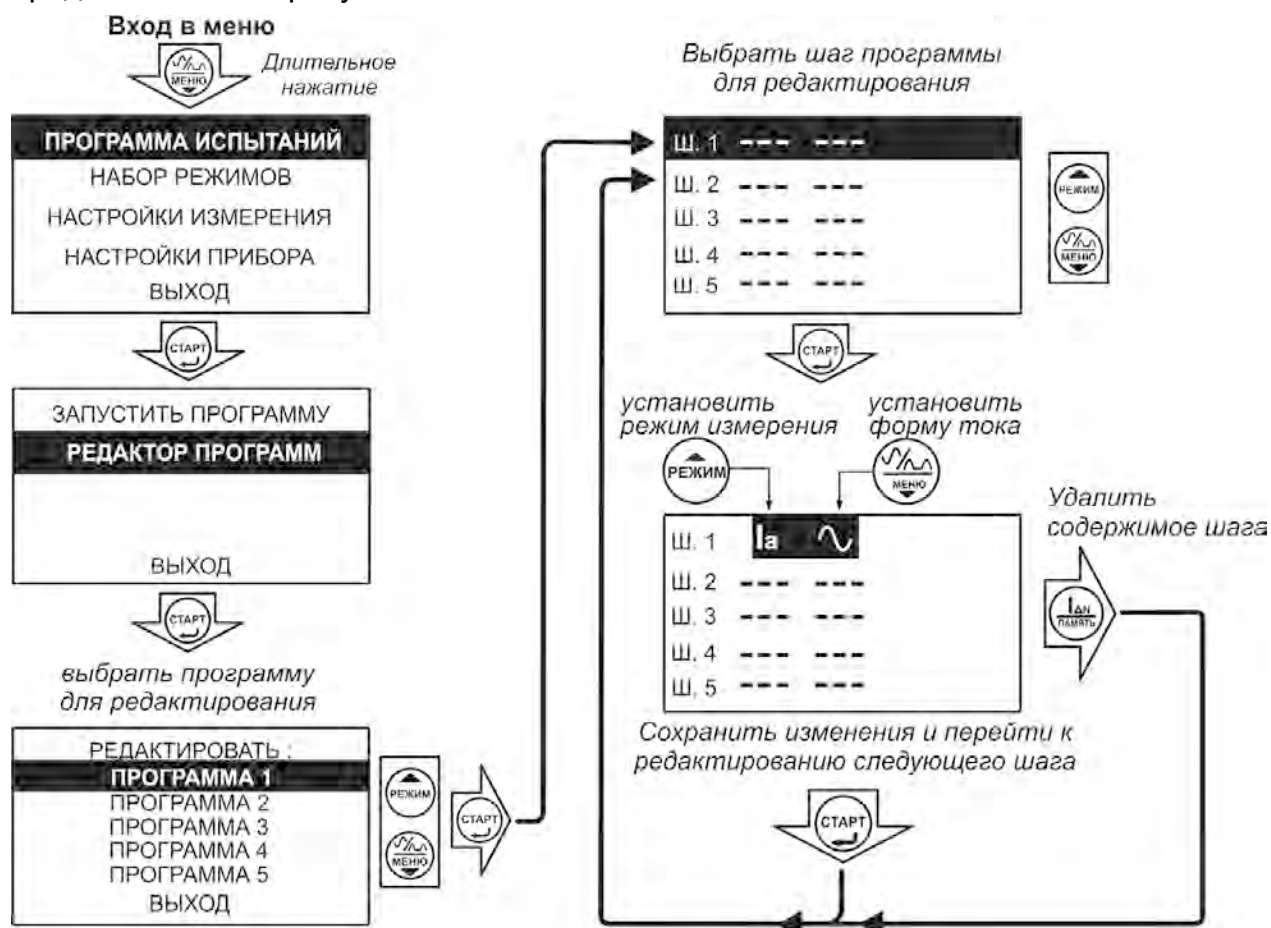 Вход в меню
МЕНЮ
Длительное
нажатие
ПРОГРАММА ИСПЫТАНИЙ
НАБОР РЕЖИМОВ
НАСТРОЙКИ ИЗМЕРЕНИЯ
НАСТРОЙКИ ПРИБОРА
ВЫХОД
СТАРТ
ЗАПУСТИТЬ ПРОГРАММУ
РЕДАКТОР ПРОГРАММ
ВЫХОД
СТАРТ
выбрать программу
для редактирования
РЕДАКТИРОВАТЬ :
ПРОГРАММА 1
ПРОГРАММА 2
ПРОГРАММА 3
ПРОГРАММА 4
ПРОГРАММА 5
ВЫХОД
РЕЖИМ
МЕНЮ
СТАРТ
Выбрать шаг программы
для редактирования
Ш. 1 --- ---
Ш. 2 --- ---
Ш. 3 --- ---
Ш. 4 --- ---
Ш. 5 --- ---
РЕЖИМ
МЕНЮ
СТАРТ
установить
режим измерения
РЕЖИМ
установить
форму тока
МЕНЮ
Ш. 1 Ia
Ш. 2 --- ---
Ш. 3 --- ---
Ш. 4 --- ---
Ш. 5 --- ---
Удалить
содержимое шага
IΔN
ПАМЯТЬ
Сохранить изменения и перейти к
редактированию следующего шага
СТАРТ